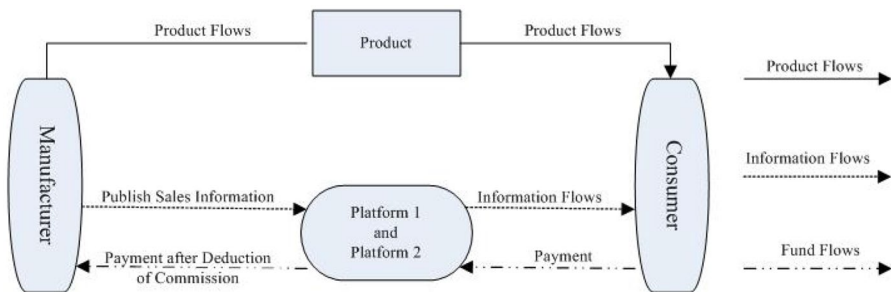 Product Flows
Product
Product Flows
Product Flows
Manufacturer
Consumer
Information Flows
Publish Sales Information
Information Flows
Platform 1
and
Platform 2
Payment after Deduction
of Commission
Payment
Fund Flows